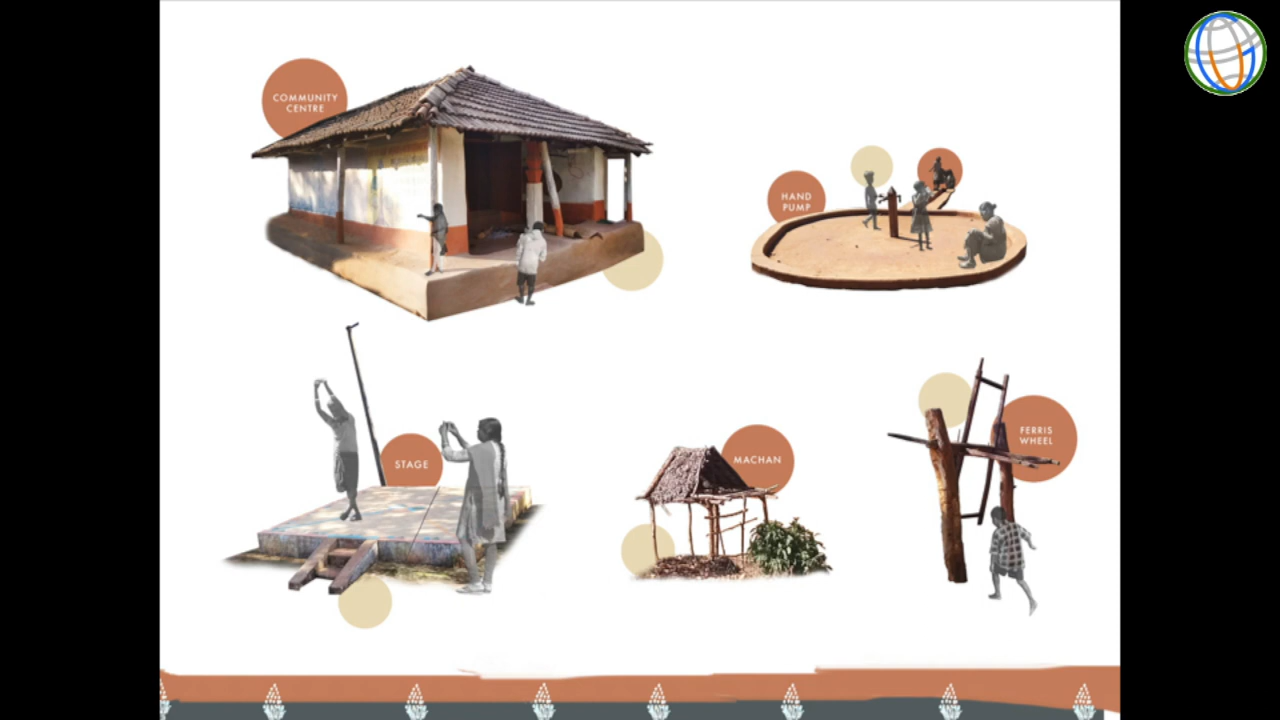 COMMUNITY
CENTRE
HAND
PUMP
STAGE
MACHAN
FERRIS
WHEEL